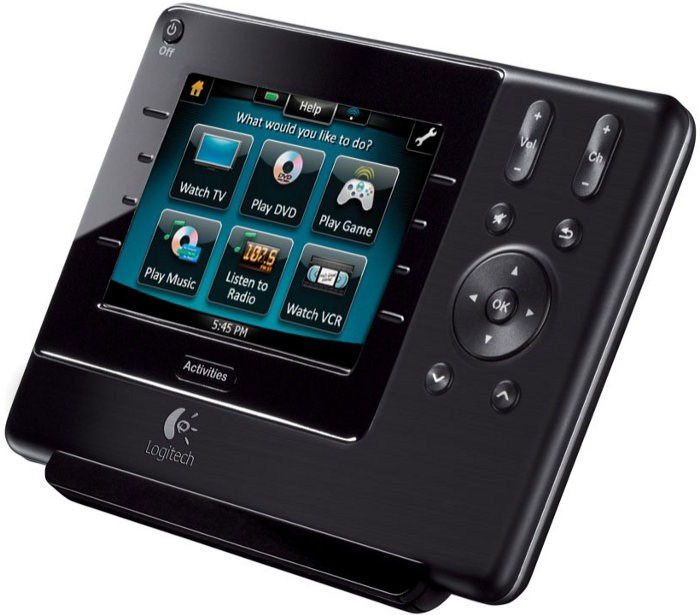 Off
Help
What would you like to do?
Watch TV
DVD
Play DVD
Play Game
Play Music
107.5
Listen to
Radio
Watch VCR
5:45 PM
Activities
Logitech
+
Vol
-
+
Ch
-
OK